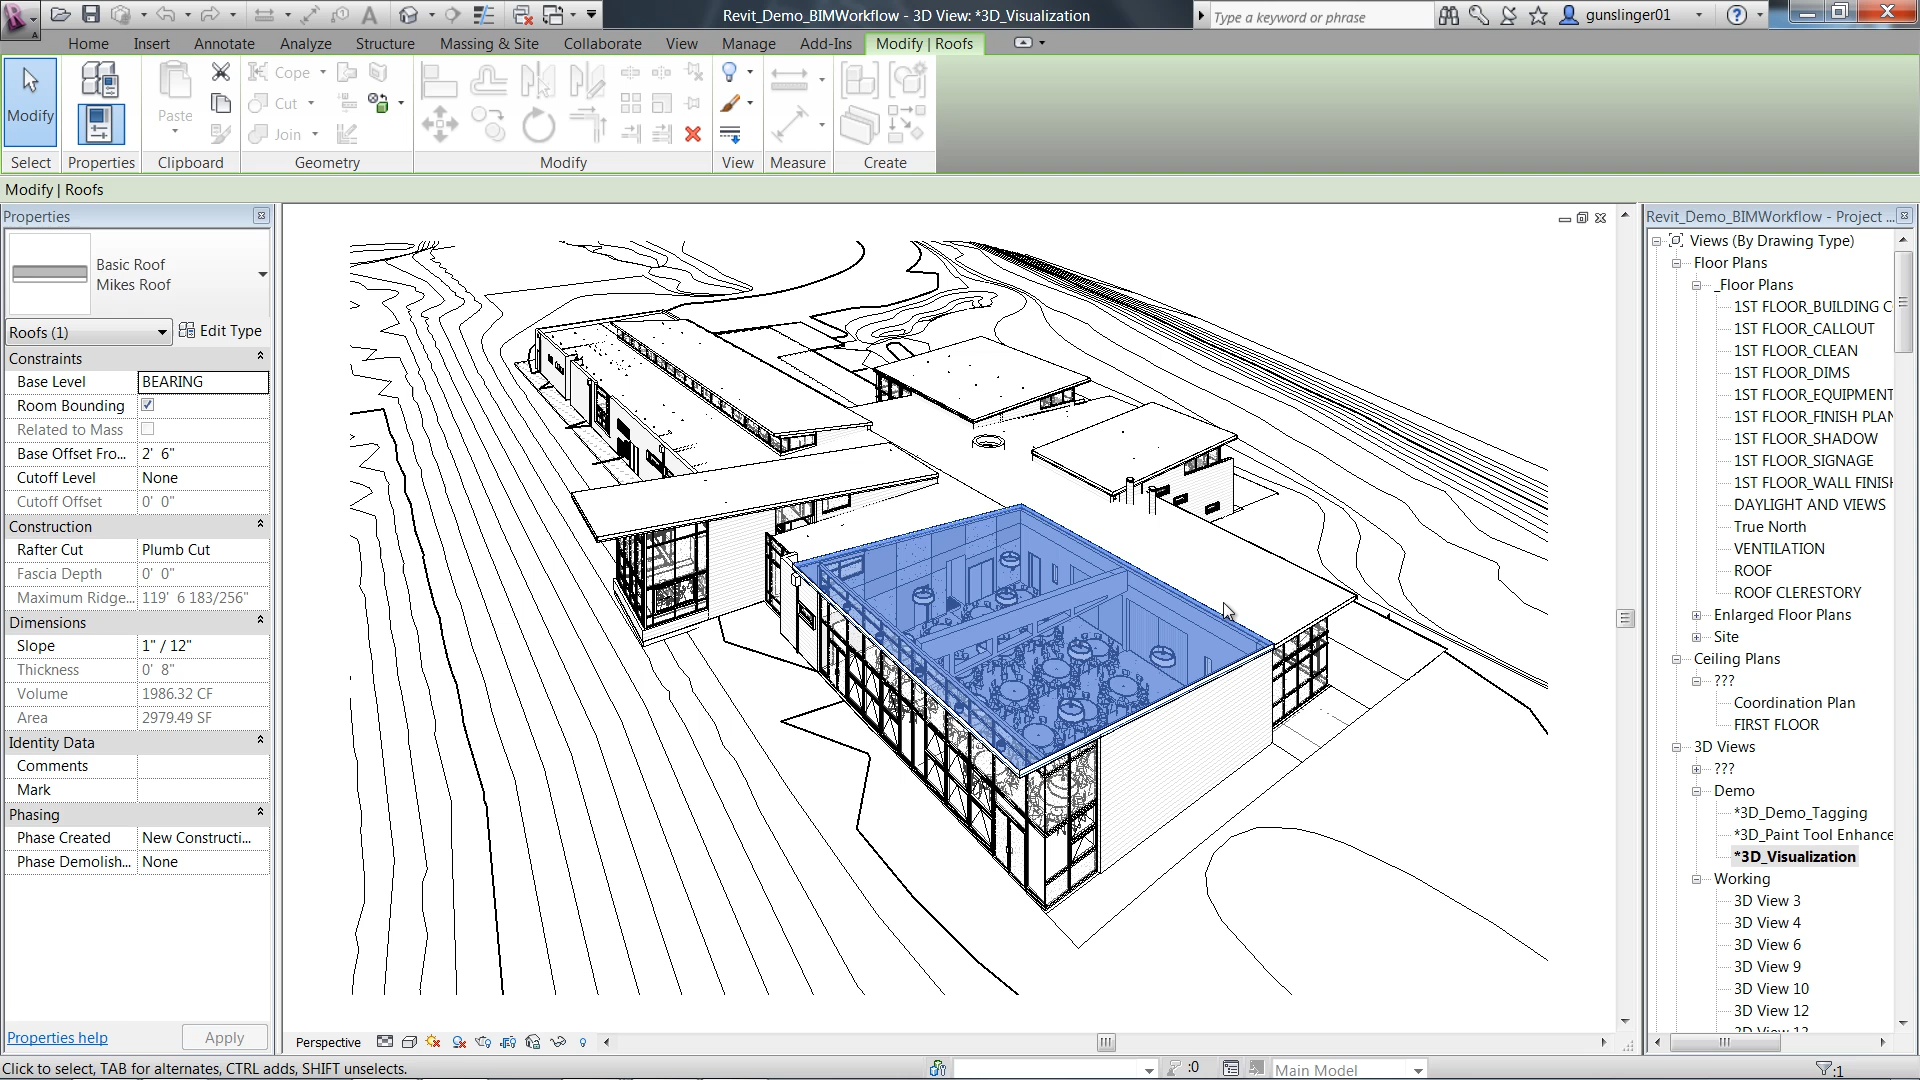 Revit_Demo_BIMWorkflow - 3D View: *3D_Visualization
Type a keyword or phrase
gunslinger01
Home Insert Annotate Analyze Structure Massing & Site Collaborate View Manage Add-Ins Modify | Roofs
Modify
Paste
Cope
Cut
Join
Select Properties Clipboard Geometry Modify View Measure Create
Modify | Roofs
Properties
Basic Roof
Mikes Roof
Roofs (1) Edit Type
Constraints
Base Level BEARING
Room Bounding
Related to Mass
Base Offset Fro... 2' 6"
Cutoff Level None
Cutoff Offset 0' 0"
Construction
Rafter Cut Plumb Cut
Fascia Depth 0' 0"
Maximum Ridge... 119' 6 183/256"
Dimensions
Slope 1" / 12"
Thickness 0' 8"
Volume 1986.32 CF
Area 2979.49 SF
Identity Data
Comments
Mark
Phasing
Phase Created New Constructi...
Phase Demolish... None
Properties help Apply
Perspective
Revit_Demo_BIMWorkflow - Project ...
Views (By Drawing Type)
Floor Plans
_Floor Plans
1ST FLOOR_BUILDING C
1ST FLOOR_CALLOUT
1ST FLOOR_CLEAN
1ST FLOOR_DIMS
1ST FLOOR_EQUIPMENT
1ST FLOOR_FINISH PLAN
1ST FLOOR_SHADOW
1ST FLOOR_SIGNAGE
1ST FLOOR_WALL FINISH
DAYLIGHT AND VIEWS
True North
VENTILATION
ROOF
ROOF CLERESTORY
Enlarged Floor Plans
Site
Ceiling Plans
???
Coordination Plan
FIRST FLOOR
3D Views
???
Demo
*3D_Demo_Tagging
*3D_Paint Tool Enhance
*3D_Visualization
Working
3D View 3
3D View 4
3D View 6
3D View 9
3D View 10
3D View 12
3D View 13
Click to select, TAB for alternates, CTRL adds, SHIFT unselects.
:0
Main Model
:1